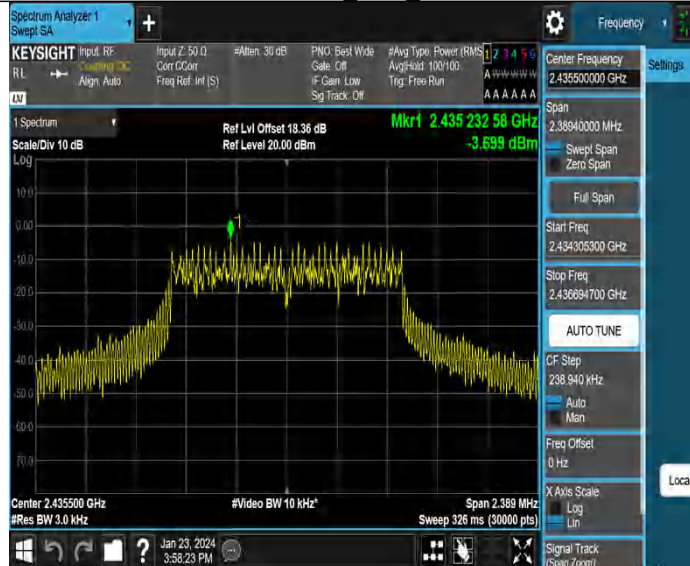 Spectrum Analyzer 1
Swept SA
+
Frequency
KEYSIGHT
RL
LXI
Input: RF
Coupling: DC
Align: Auto
Input Z: 50 Ω
Corr CCorr
Freq Ref: Int (S)
#Atten: 30 dB
PNO: Best Wide
Gate: Off
IF Gain: Low
Sig Track: Off
#Avg Type: Power (RMS
Avg|Hold: 100/100
Trig: Free Run
1 2 3 4 5 6
A W W W W W
A A A A A A
1 Spectrum
Scale/Div 10 dB
Log
Ref Lvl Offset 18.36 dB
Ref Level 20.00 dBm
Mkr1 2.435 232 58 GHz
-3.699 dBm
10.0
0.00
-10.0
-20.0
-30.0
-40.0
-50.0
-60.0
-70.0
1
Center 2.435500 GHz
#Res BW 3.0 kHz
#Video BW 10 kHz*
Span 2.389 MHz
Sweep 326 ms (30000 pts)
Jan 23, 2024
3:58:23 PM
?
Center Frequency
2.435500000 GHz
Span
2.38940000 MHz
Swept Span
Zero Span
Full Span
Start Freq
2.434305300 GHz
Stop Freq
2.436694700 GHz
AUTO TUNE
CF Step
238.940 kHz
Auto
Man
Freq Offset
0 Hz
X Axis Scale
Log
Lin
Signal Track
(Span Zoom)
Settings
Loca